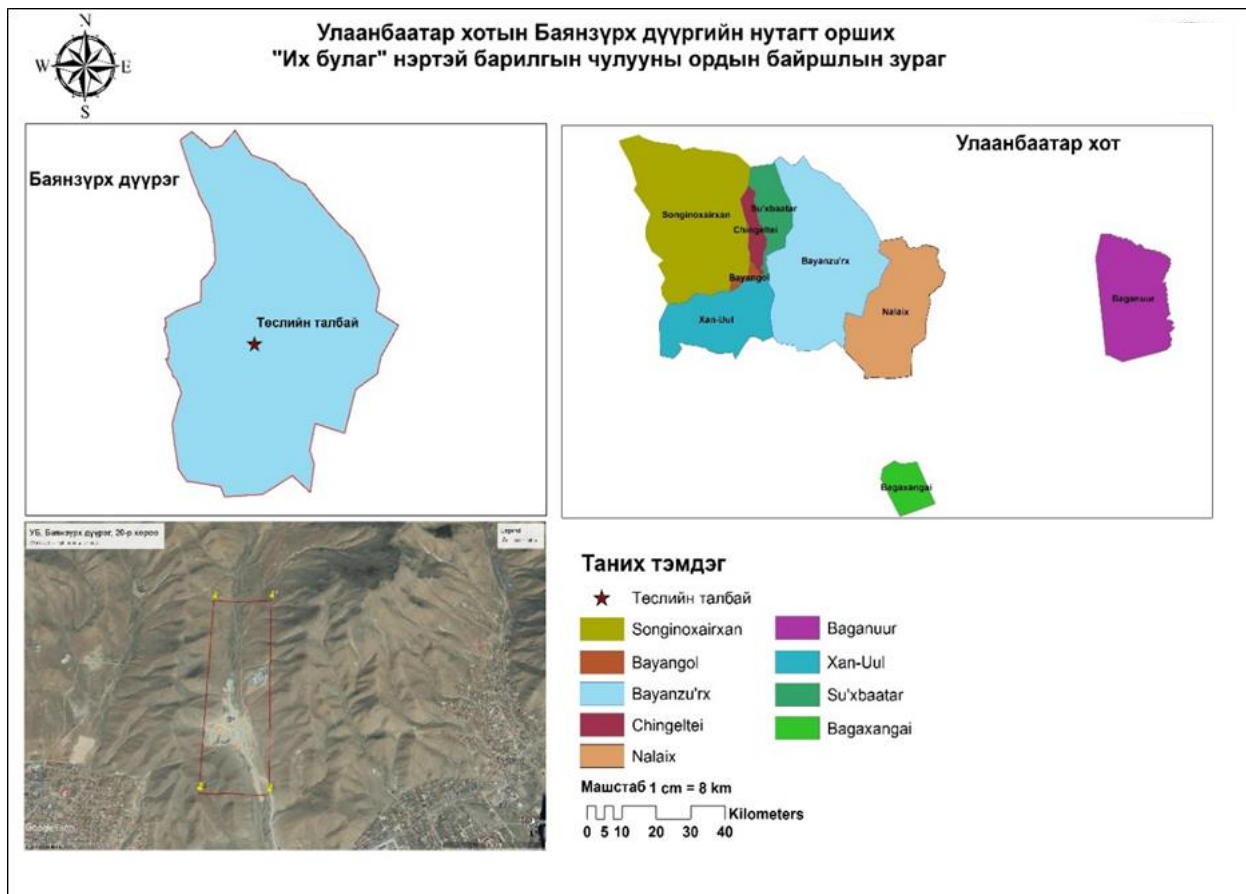 N
W E
S
Улаанбаатар хотын Баянзүрх дүүргийн нутагт орших
"Их булаг" нэртэй барилгын чулууны ордын байршлын зураг
Баянзүрх дүүрэг
Төслийн талбай
Улаанбаатар хот
Songinoxairxan
Su'xbaatar
Chingeltei
Bayanzu'rx
Bayangol
Xan-Uul
Nalaix
Baganuur
Bagaxangai
УБ, Баянзүрх дүүрэг, 20-р хороо
Legend
Google Earth
Таних тэмдэг
Төслийн талбай
Songinoxairxan
Bayangol
Bayanzu'rx
Chingeltei
Nalaix
Baganuur
Xan-Uul
Su'xbaatar
Bagaxangai
Машстаб 1 cm = 8 km
Kilometers
0 5 10 20 30 40